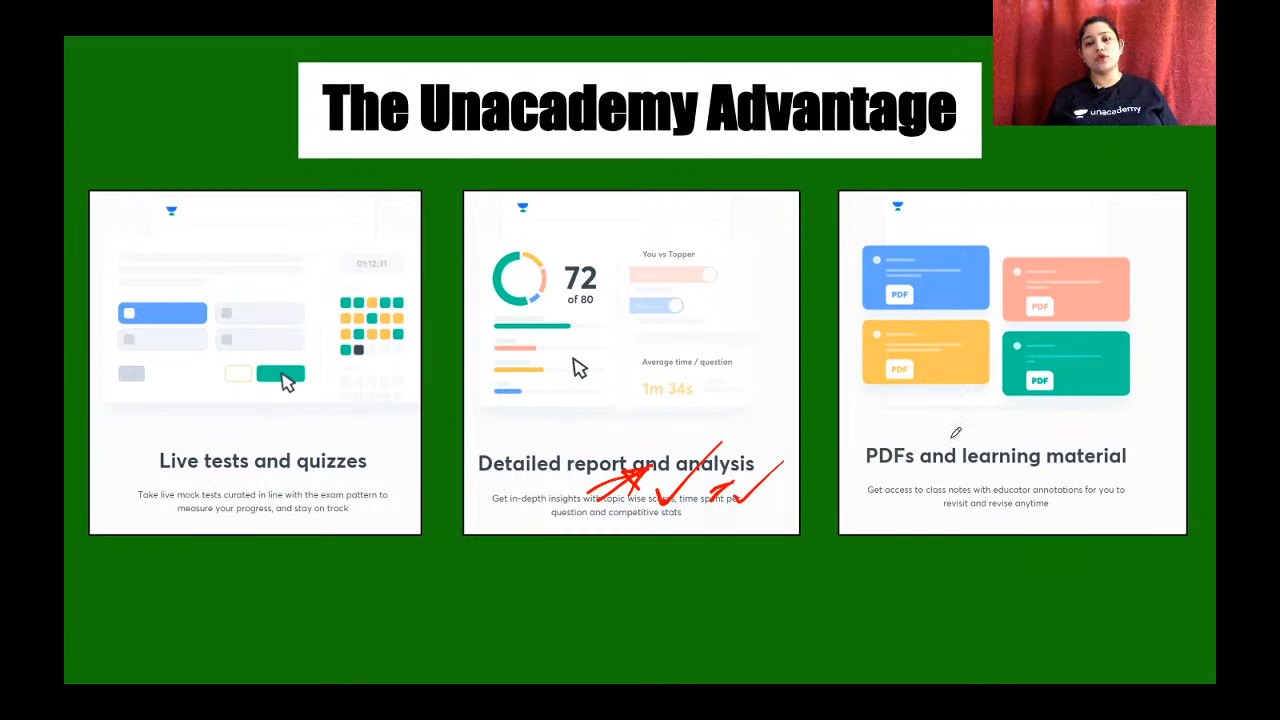 The Unacademy Advantage
unacademy
01:12:31
Live tests and quizzes
Take live mock tests curated in line with the exam pattern to
measure your progress, and stay on track
72
of 80
You vs Topper
Average time / question
1m 34s
Detailed report and analysis
Get in-depth insights with topic wise scores, time spent per
question and competitive stats
PDF
PDF
PDF
PDF
PDFs and learning material
Get access to class notes with educator annotations for you to
revisit and revise anytime